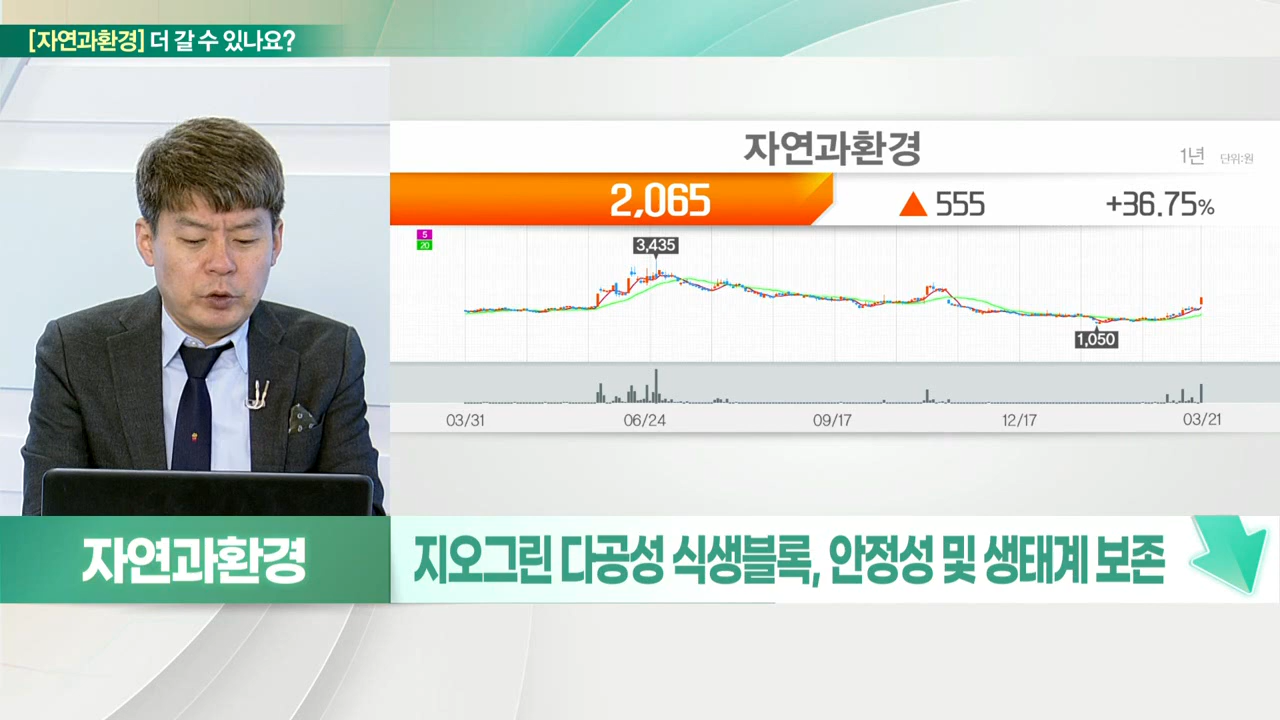 [자연과환경] 더 갈 수 있나요?
자연과환경
1년 단위:원
2,065 ▲ 555 +36.75%
5
20
3,435
1,050
03/31 06/24 09/17 12/17 03/21
자연과환경
지오그린 다공성 식생블록, 안정성 및 생태계 보존